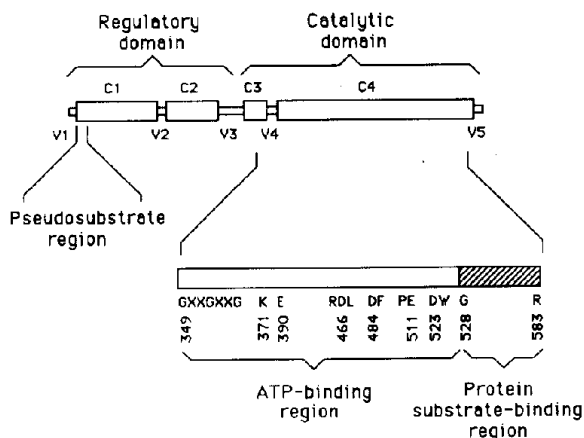 Regulatory domain
Catalytic domain
C1 C2 C3 C4
V1 V2 V3 V4 V5
Pseudosubstrate region
GXXGXXG K E RDL DF PE DW G R
349 371 390 466 484 511 523 528 583
ATP-binding region
Protein substrate-binding region